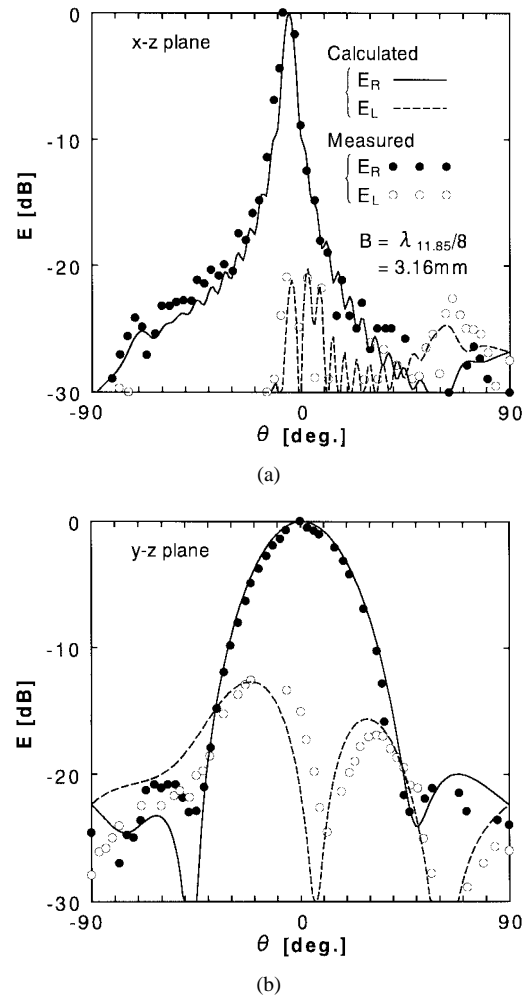 0
x-z plane
Calculated
E_R
E_L
Measured
E_R
E_L
B = λ_11.85/8
= 3.16mm
-10
-20
-30
E [dB]
-90
0
90
θ [deg.]
(a)
0
y-z plane
-10
-20
-30
E [dB]
-90
0
90
θ [deg.]
(b)